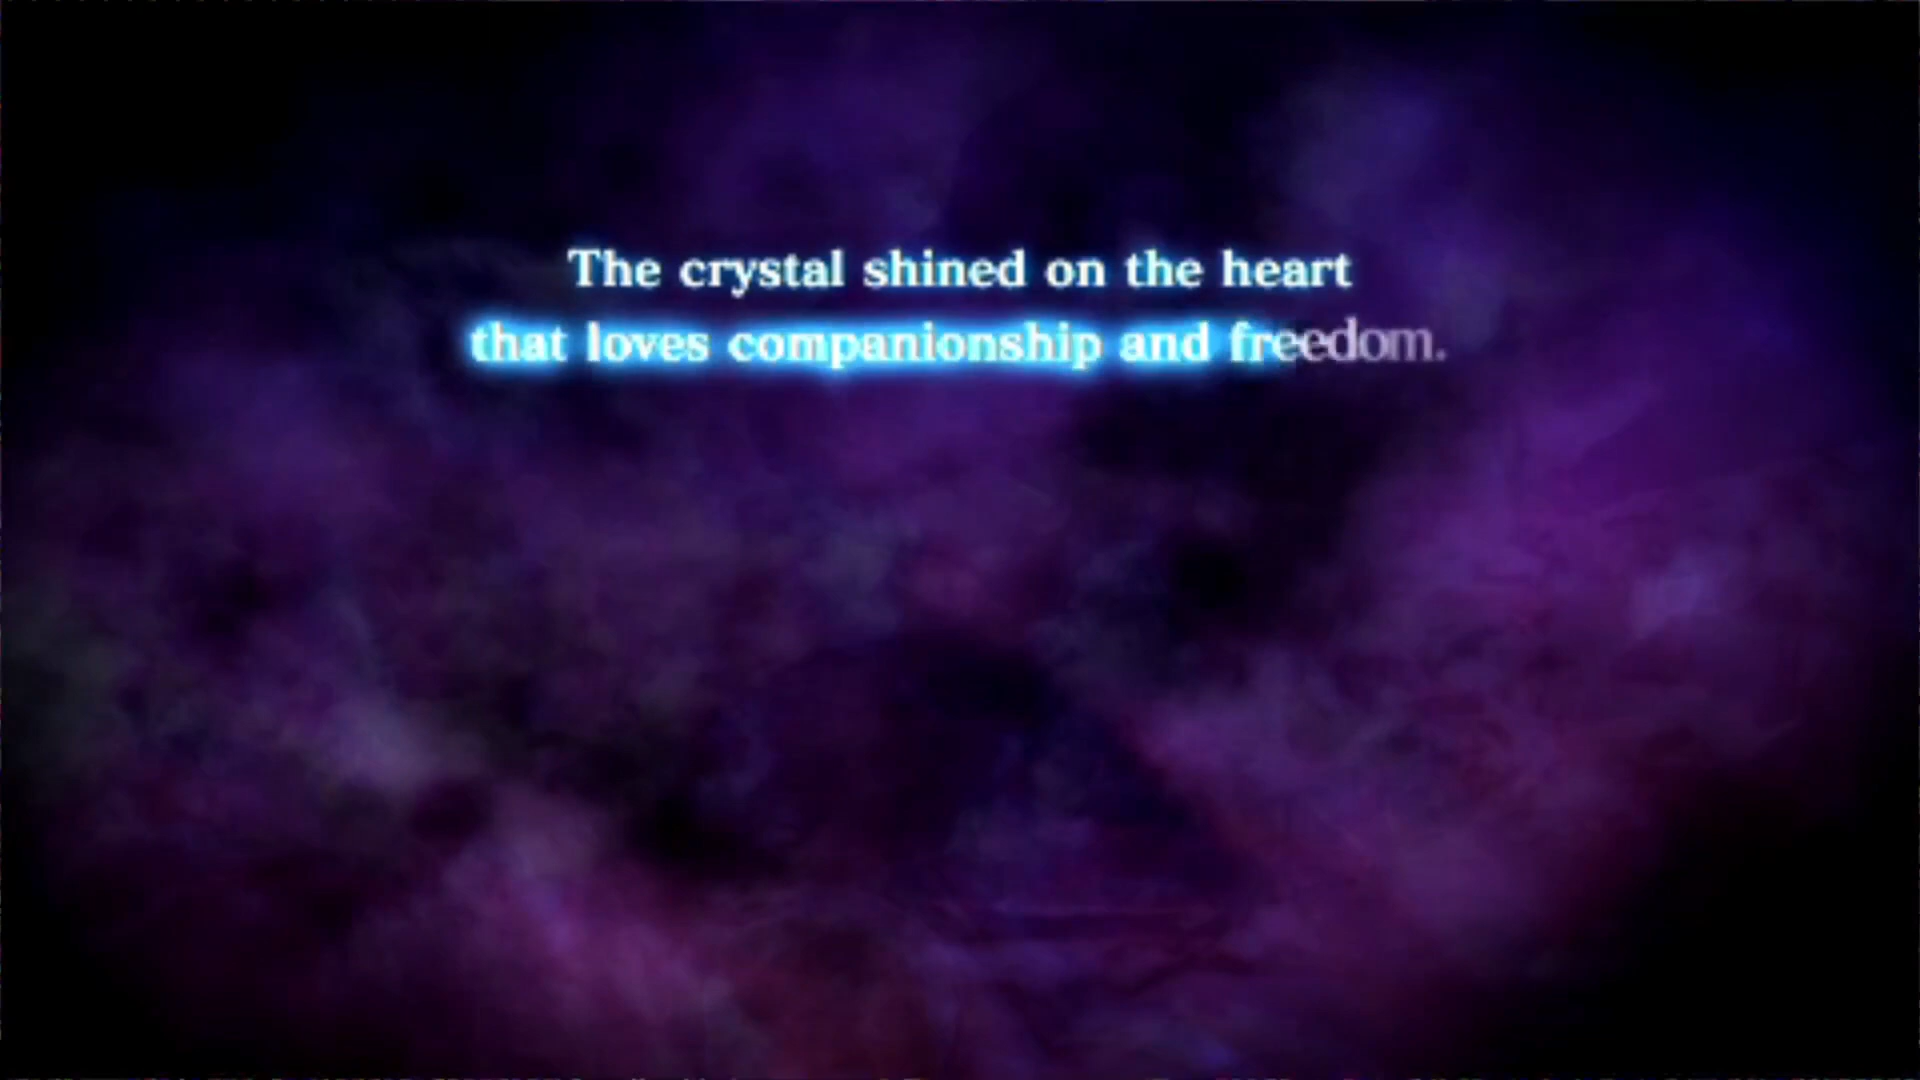 The crystal shined on the heart
that loves companionship and freedom.